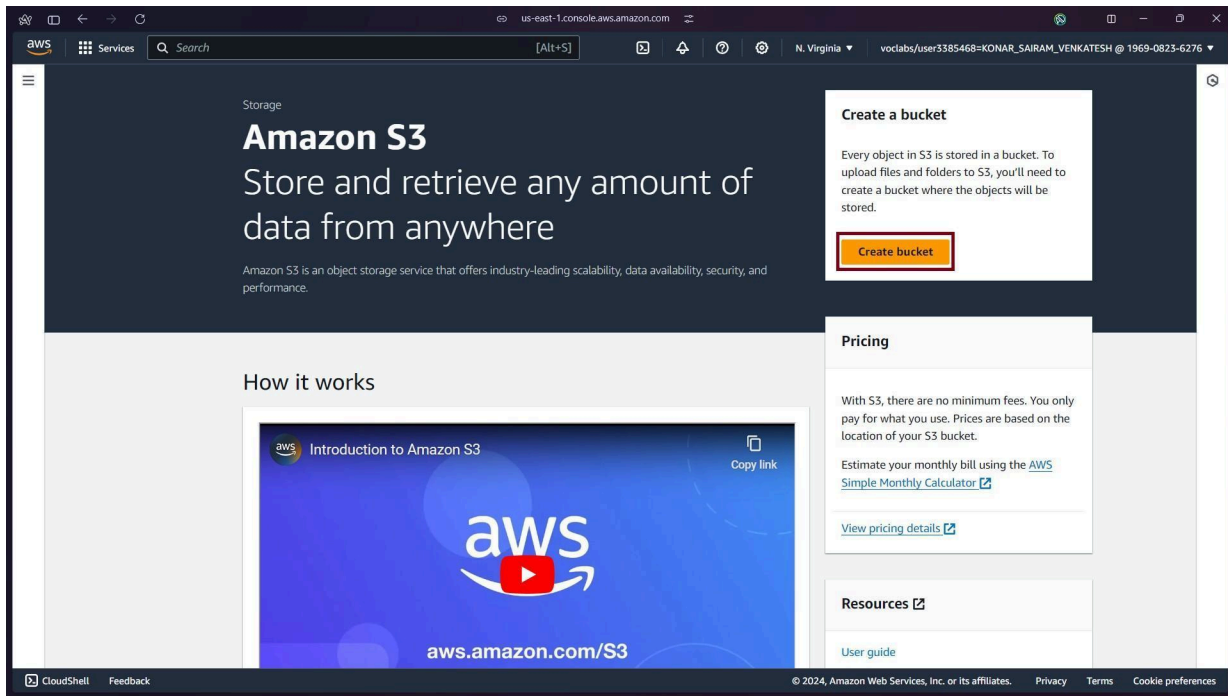 us-east-1.console.aws.amazon.com
aws
Services
Search
[Alt+S]
N. Virginia
voclabs/user3385468=KONAR_SAIRAM_VENKATESH @ 1969-0823-6276
Storage
Amazon S3
Store and retrieve any amount of
data from anywhere
Amazon S3 is an object storage service that offers industry-leading scalability, data availability, security, and
performance.
Create a bucket
Every object in S3 is stored in a bucket. To
upload files and folders to S3, you'll need to
create a bucket where the objects will be
stored.
Create bucket
Pricing
With S3, there are no minimum fees. You only
pay for what you use. Prices are based on the
location of your S3 bucket.
Estimate your monthly bill using the AWS
Simple Monthly Calculator
View pricing details
Resources
User guide
How it works
aws
Introduction to Amazon S3
Copy link
aws
aws.amazon.com/S3
CloudShell
Feedback
© 2024, Amazon Web Services, Inc. or its affiliates.
Privacy
Terms
Cookie preferences